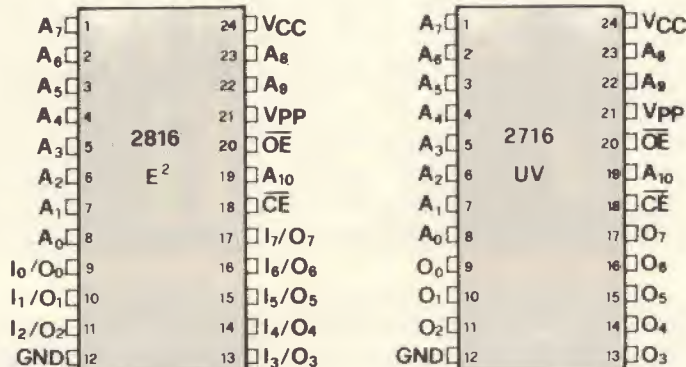 A7 1 24 VCC A7 1 24 VCC
A6 2 23 A8 A6 2 23 A8
A5 3 22 A9 A5 3 22 A9
A4 4 21 VPP A4 4 21 VPP
A3 5 2816 20 OE A3 5 2716 20 OE
A2 6 E² 19 A10 A2 6 UV 19 A10
A1 7 18 CE A1 7 18 CE
A0 8 17 I7/O7 A0 8 17 O7
I0/O0 9 16 I6/O6 O0 9 16 O6
I1/O1 10 15 I5/O5 O1 10 15 O5
I2/O2 11 14 I4/O4 O2 11 14 O4
GND 12 13 I3/O3 GND 12 13 O3